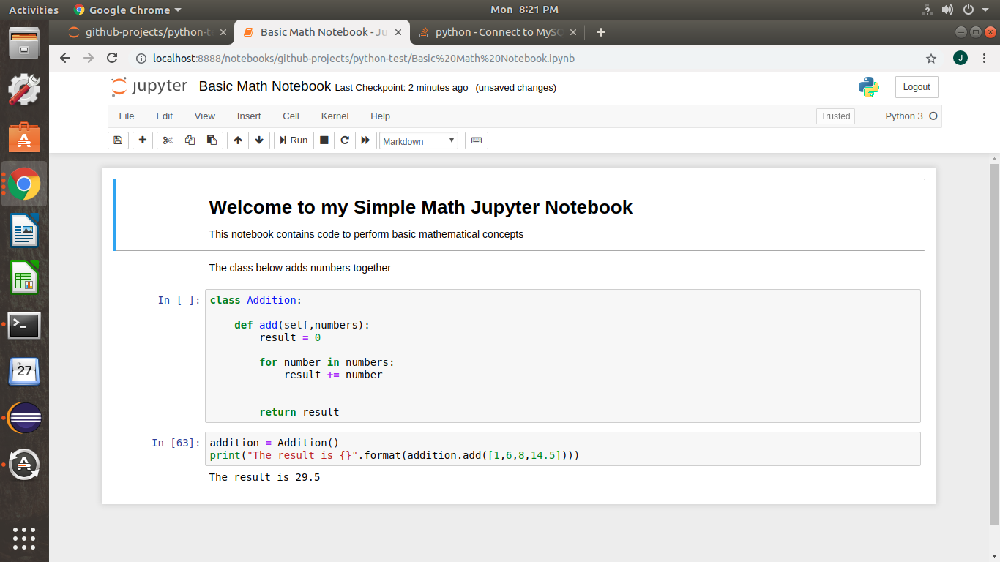 Activities Google Chrome Mon 8:21 PM
github-projects/python-t Basic Math Notebook - Ju python - Connect to MySQ
localhost:8888/notebooks/github-projects/python-test/Basic%20Math%20Notebook.ipynb J
jupyter Basic Math Notebook Last Checkpoint: 2 minutes ago (unsaved changes) Logout
File Edit View Insert Cell Kernel Help Trusted Python 3
Run Markdown
Welcome to my Simple Math Jupyter Notebook
This notebook contains code to perform basic mathematical concepts
The class below adds numbers together
In [ ]: class Addition:
def add(self,numbers):
result = 0
for number in numbers:
result += number
return result
In [63]: addition = Addition()
print("The result is {}".format(addition.add([1,6,8,14.5])))
The result is 29.5
27